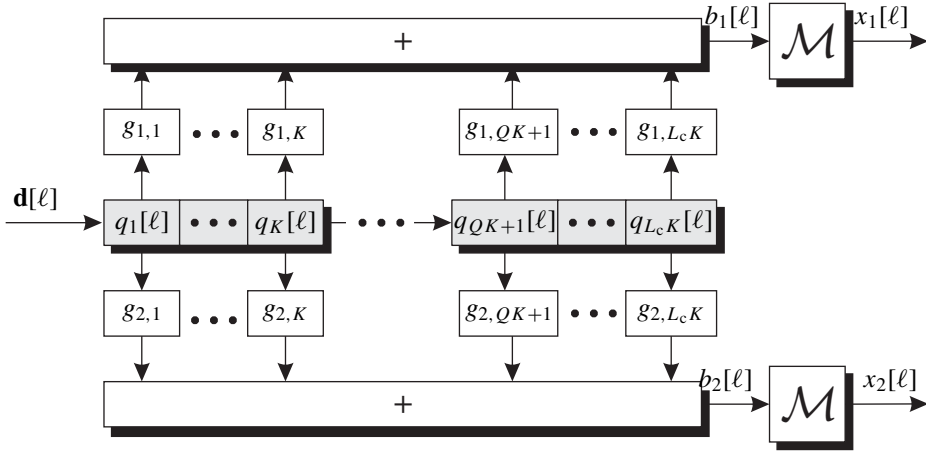 b₁[ℓ] x₁[ℓ]
+ ℳ
g₁,₁ • • • g₁,K g₁,QK+1 • • • g₁,LcK
d[ℓ]
q₁[ℓ] • • • qK[ℓ] • • • qQK+1[ℓ] • • • qLcK[ℓ]
g₂,₁ • • • g₂,K g₂,QK+1 • • • g₂,LcK
b₂[ℓ] x₂[ℓ]
+ ℳ